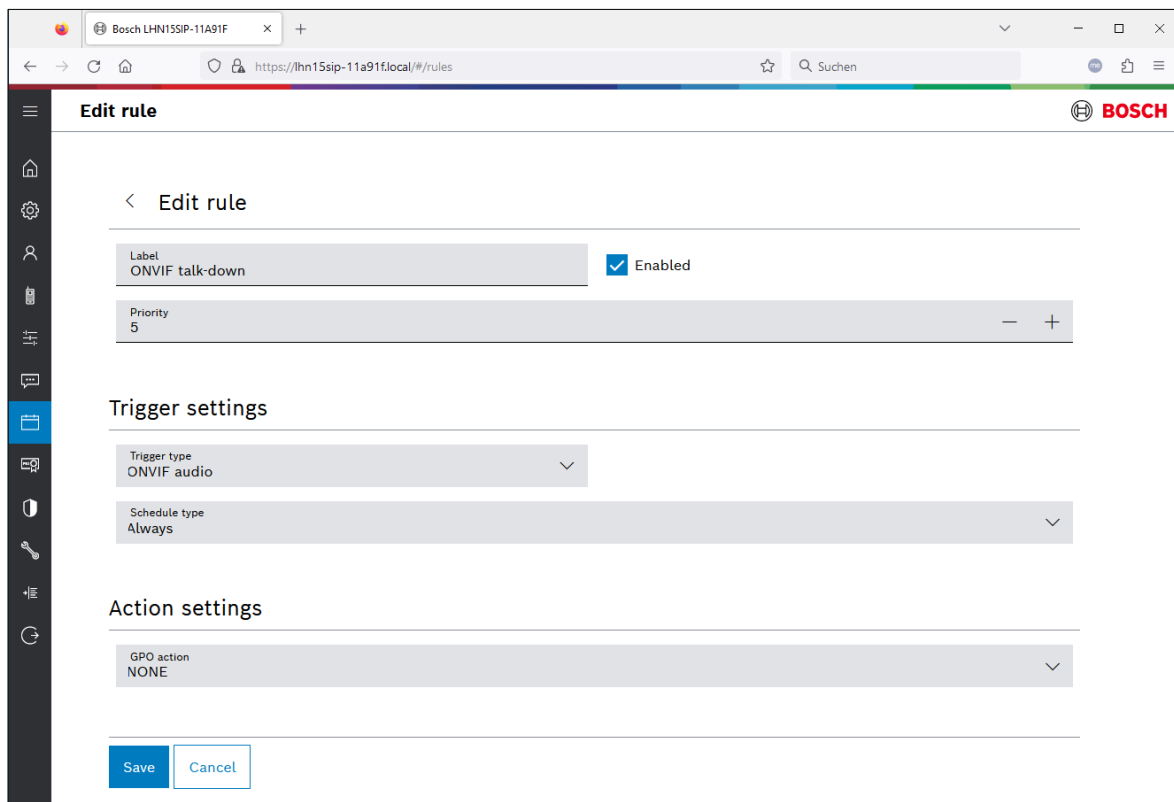 Bosch LHN15SIP-11A91F
https://lhn15sip-11a91f.local/#/rules
Suchen
me
Edit rule
BOSCH
Edit rule
Label
ONVIF talk-down
Enabled
Priority
5
Trigger settings
Trigger type
ONVIF audio
Schedule type
Always
Action settings
GPO action
NONE
Save
Cancel